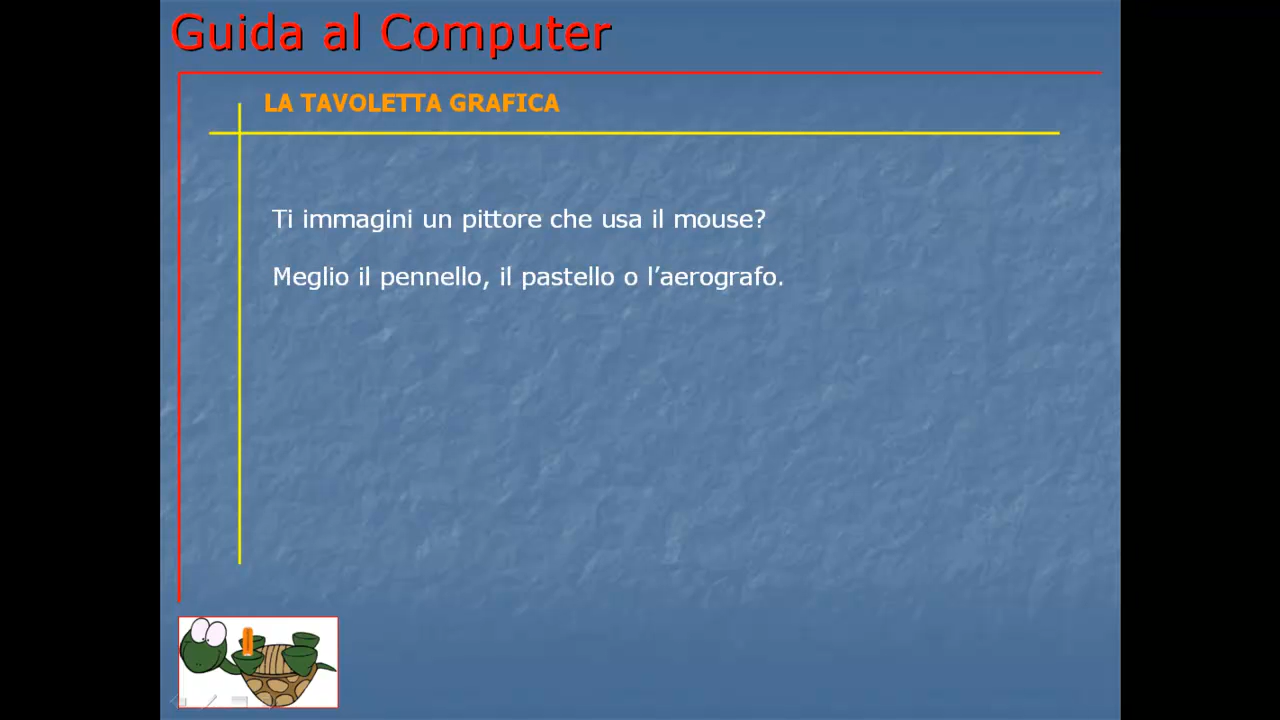 Guida al Computer
LA TAVOLETTA GRAFICA
Ti immagini un pittore che usa il mouse?
Meglio il pennello, il pastello o l’aerografo.